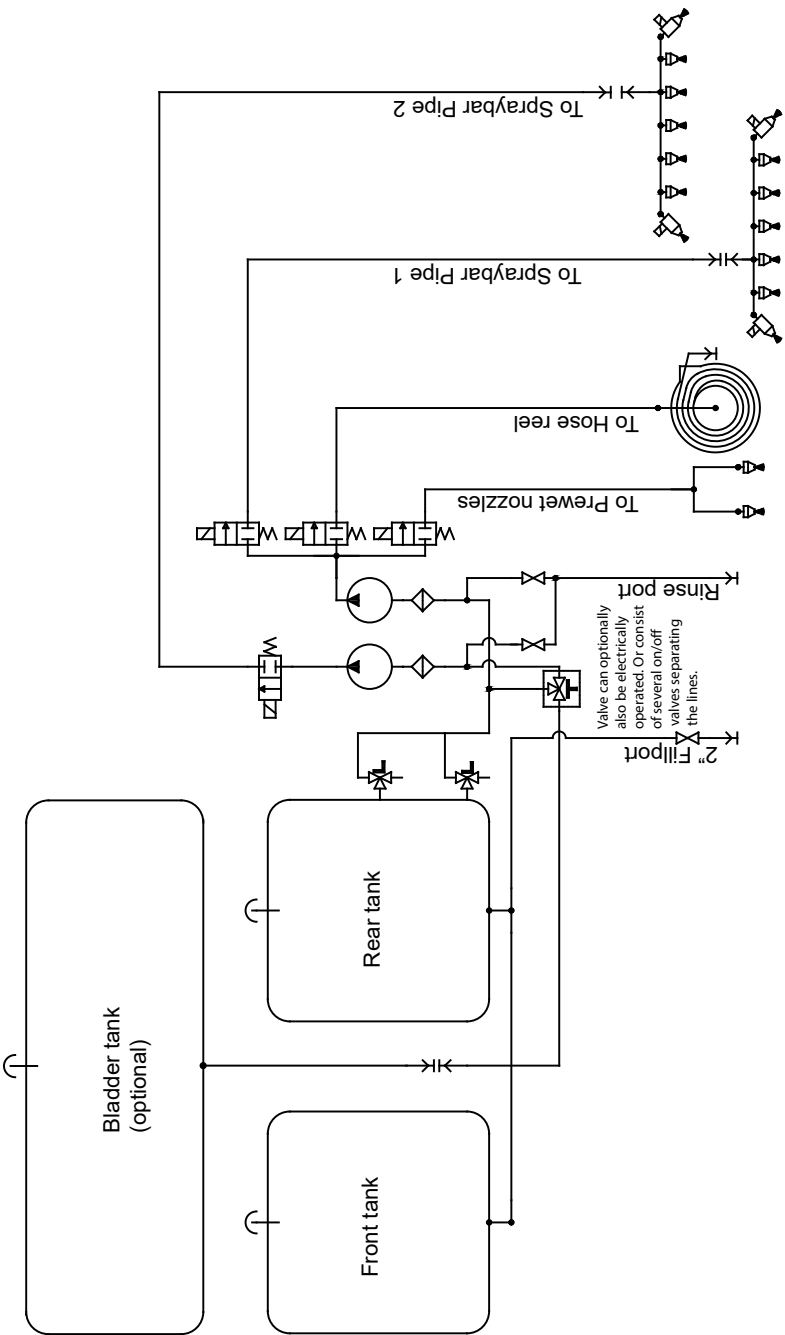 To Spraybar Pipe 2
To Spraybar Pipe 1
To Hose reel
To Prewet nozzles
Rinse port
Valve can optionally
also be electrically
operated. Or consist
of several on/off
valves separating
the lines.
2” Fillport
Rear tank
Bladder tank
(optional)
Front tank